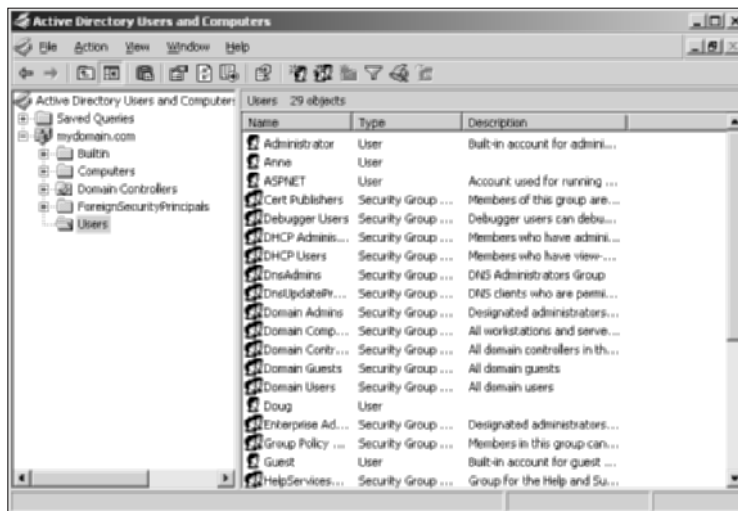 Active Directory Users and Computers
File Action View Window Help
Active Directory Users and Computers
Saved Queries
mydomain.com
Builtin
Computers
Domain Controllers
ForeignSecurityPrincipals
Users
Users 29 objects
Name Type Description
Administrator User Built-in account for admini...
Anne User
ASPNET User Account used for running ...
Cert Publishers Security Group ... Members of this group are...
Debugger Users Security Group ... Debugger users can debu...
DHCP Adminis... Security Group ... Members who have admini...
DHCP Users Security Group ... Members who have view-...
DnsAdmins Security Group ... DNS Administrators Group
DnsUpdatePr... Security Group ... DNS clients who are permi...
Domain Admins Security Group ... Designated administrators...
Domain Comp... Security Group ... All workstations and serve...
Domain Contr... Security Group ... All domain controllers in th...
Domain Guests Security Group ... All domain guests
Domain Users Security Group ... All domain users
Doug User
Enterprise Ad... Security Group ... Designated administrators...
Group Policy ... Security Group ... Members in this group can...
Guest User Built-in account for guest ...
HelpServices... Security Group ... Group for the Help and Su...